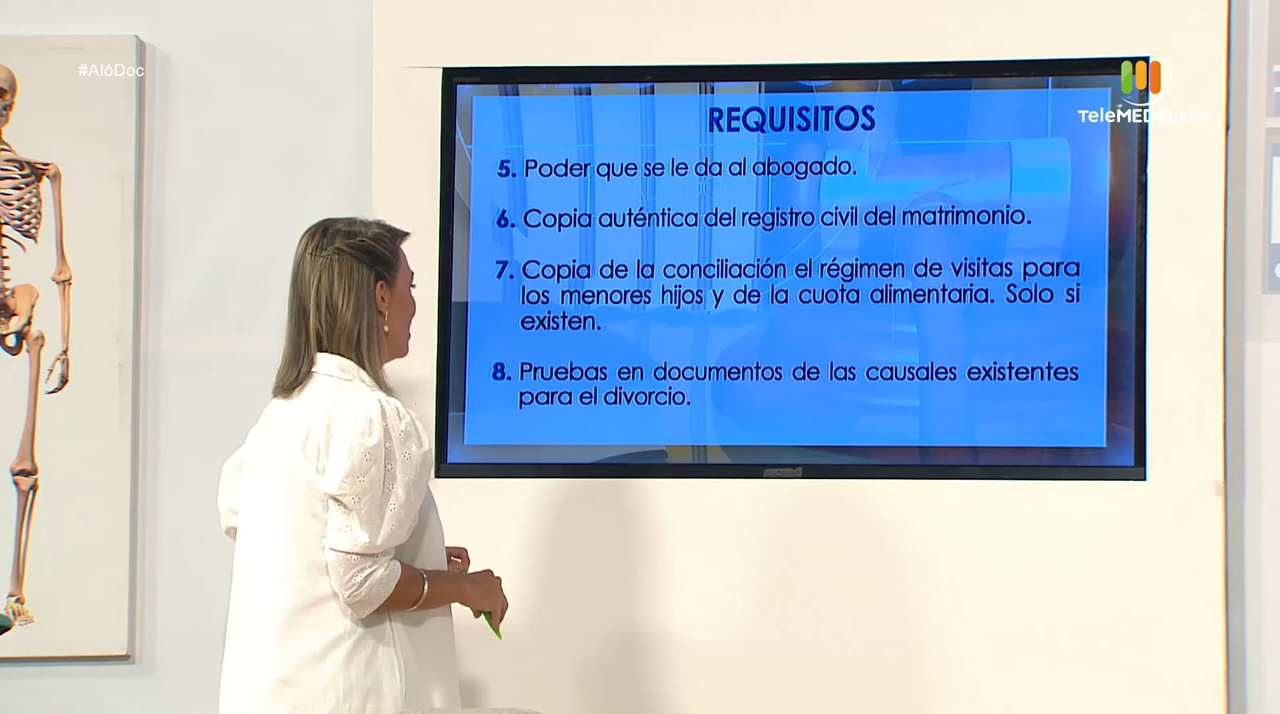 #AlóDoc
TeleMEDELLÍN
REQUISITOS
5. Poder que se le da al abogado.
6. Copia auténtica del registro civil del matrimonio.
7. Copia de la conciliación el régimen de visitas para
los menores hijos y de la cuota alimentaria. Solo si
existen.
8. Pruebas en documentos de las causales existentes
para el divorcio.